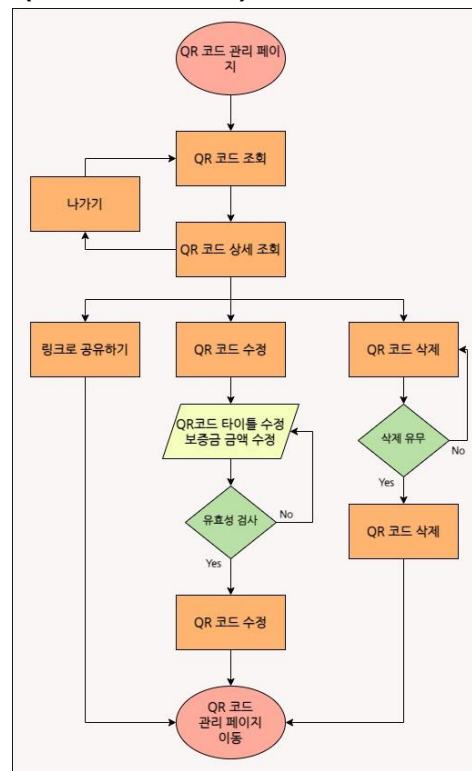 QR 코드 관리 페이
지
QR 코드 조회
나가기
QR 코드 상세 조회
링크로 공유하기
QR 코드 수정
QR 코드 삭제
QR코드 타이틀 수정
보증금 금액 수정
삭제 유무
No
Yes
유효성 검사
No
Yes
QR 코드 삭제
QR 코드 수정
QR 코드
관리 페이지
이동